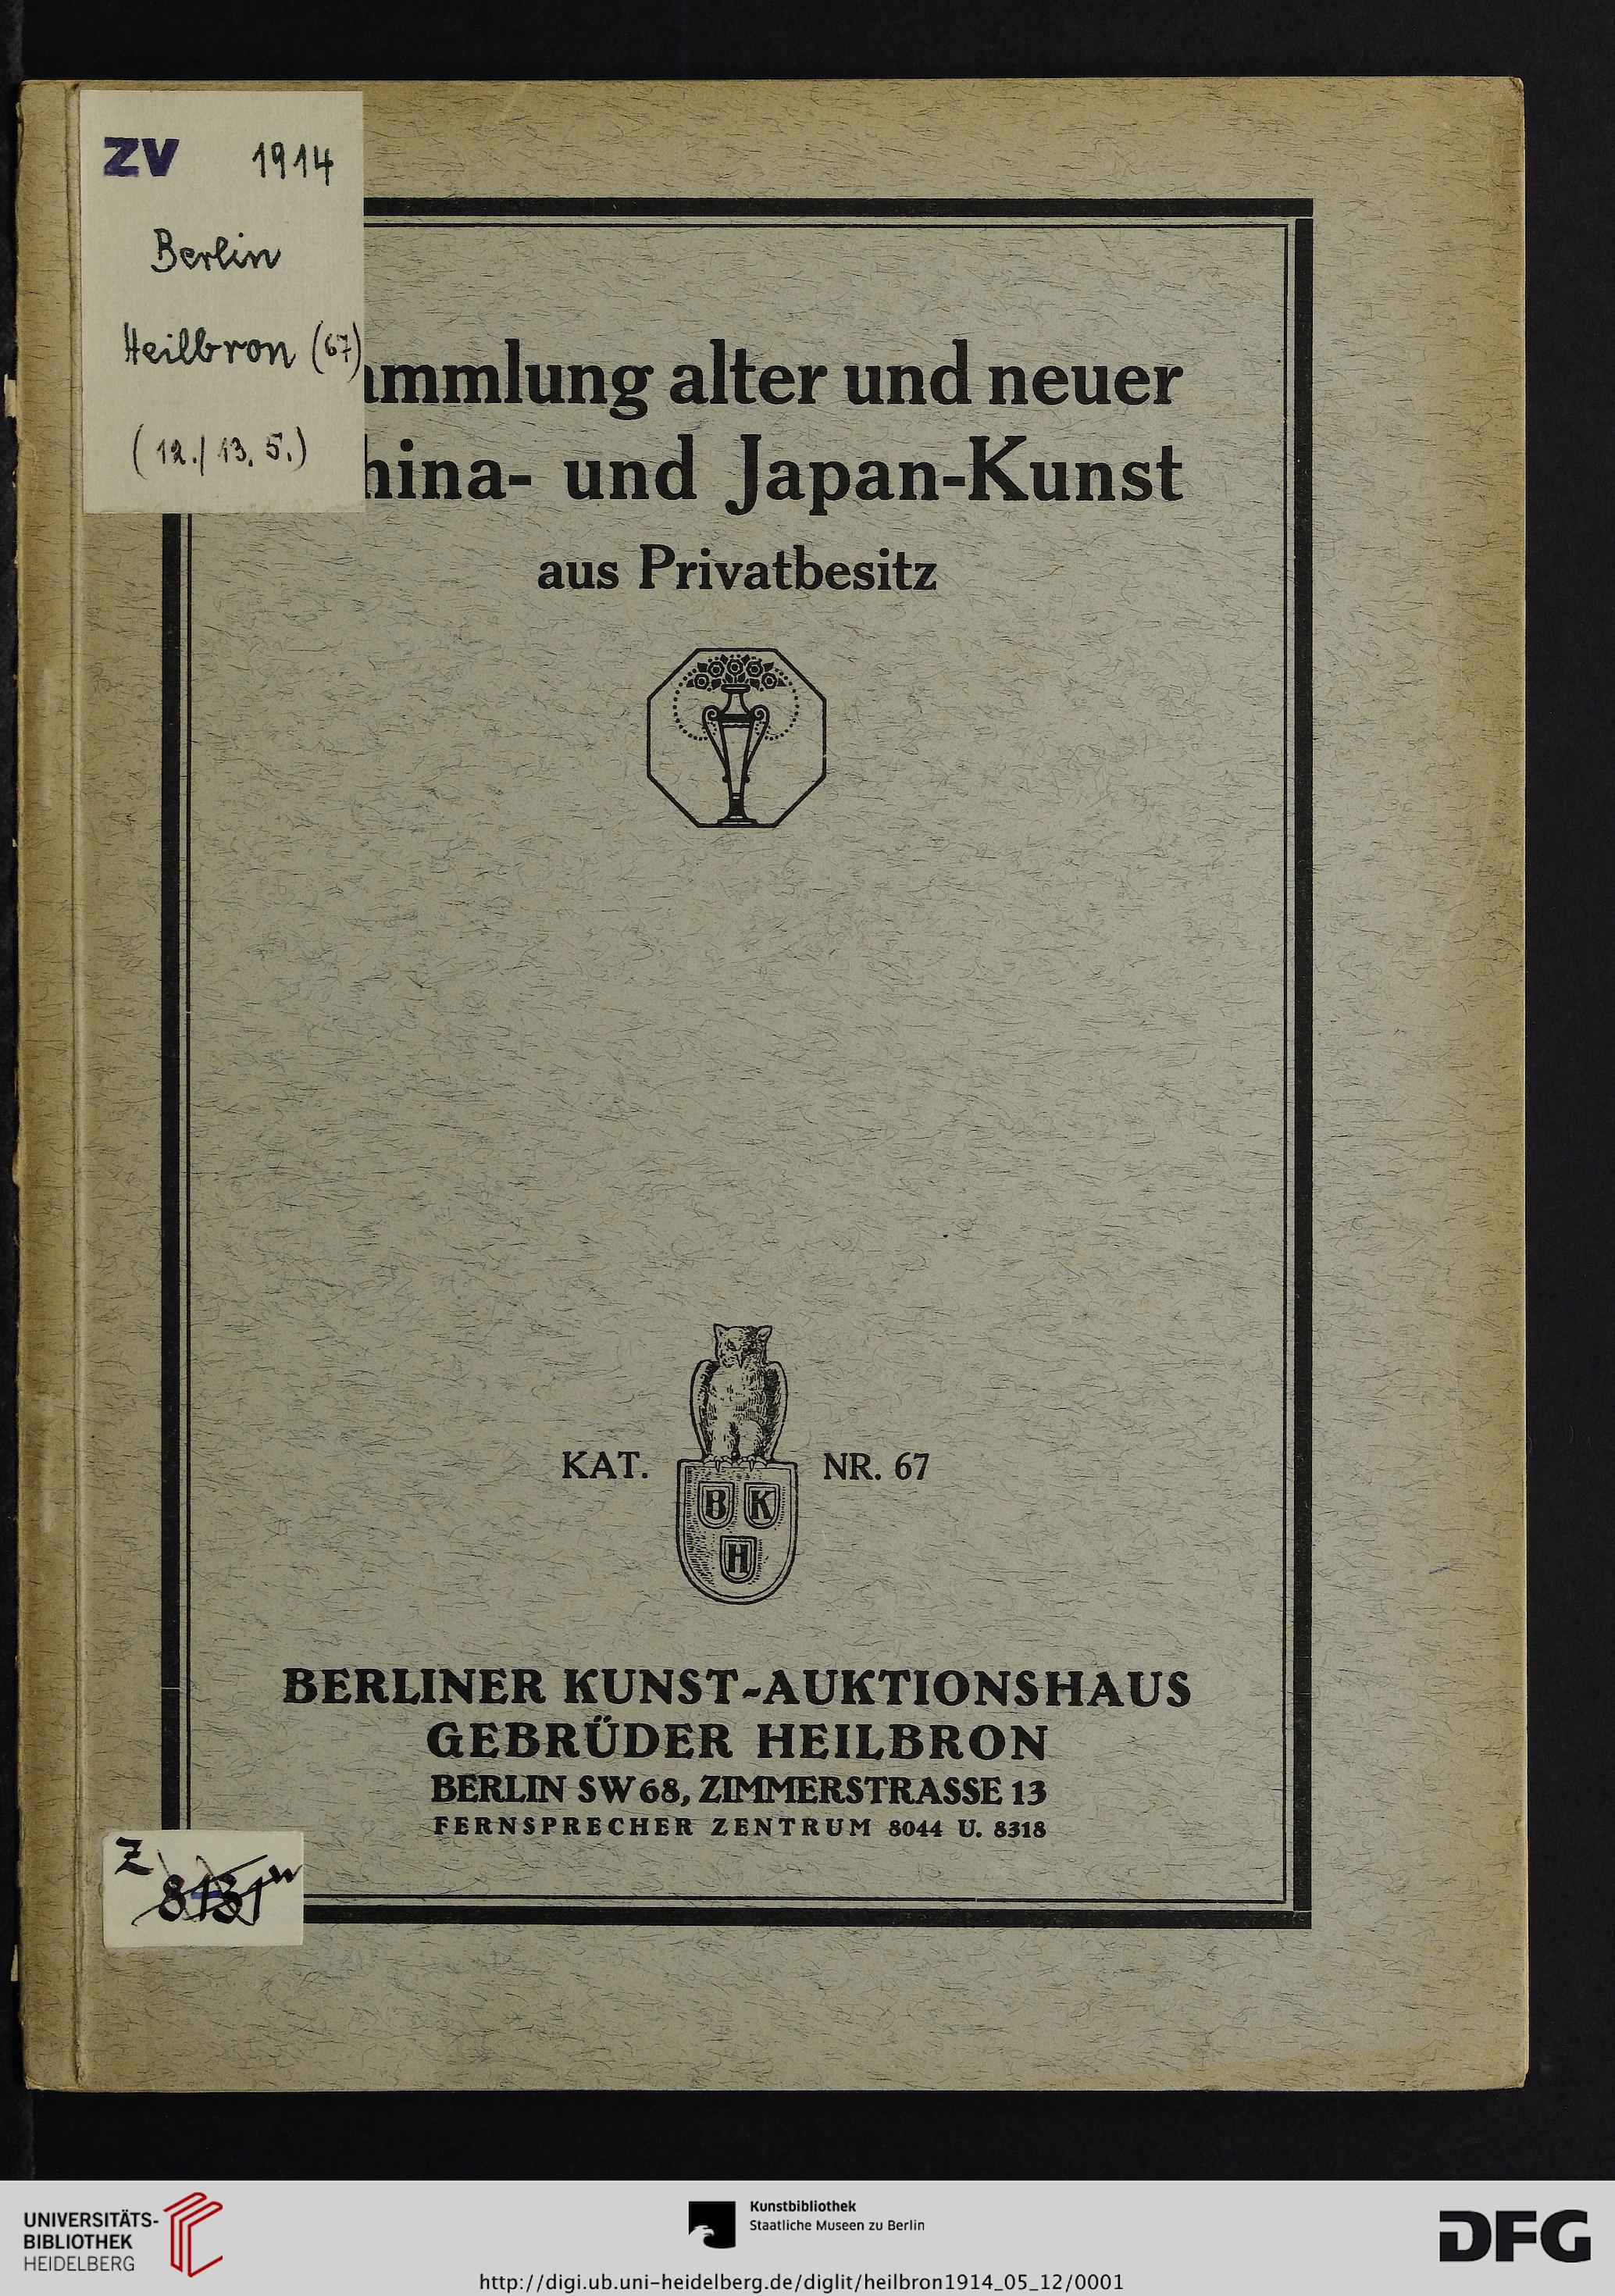 ZV 1914
Berlin
Heilbron (67)
(12./13. 5.)
ammlung alter und neuer
hina- und Japan-Kunst
aus Privatbesitz
KAT. NR. 67
B K
H
BERLINER KUNST-AUKTIONSHAUS
GEBRÜDER HEILBRON
BERLIN SW 68, ZIMMERSTRASSE 13
FERNSPRECHER ZENTRUM 8044 U. 8318
Z
UNIVERSITÄTS-
BIBLIOTHEK
HEIDELBERG
Kunstbibliothek
Staatliche Museen zu Berlin
DFG
http://digi.ub.uni-heidelberg.de/diglit/heilbron1914_05_12/0001